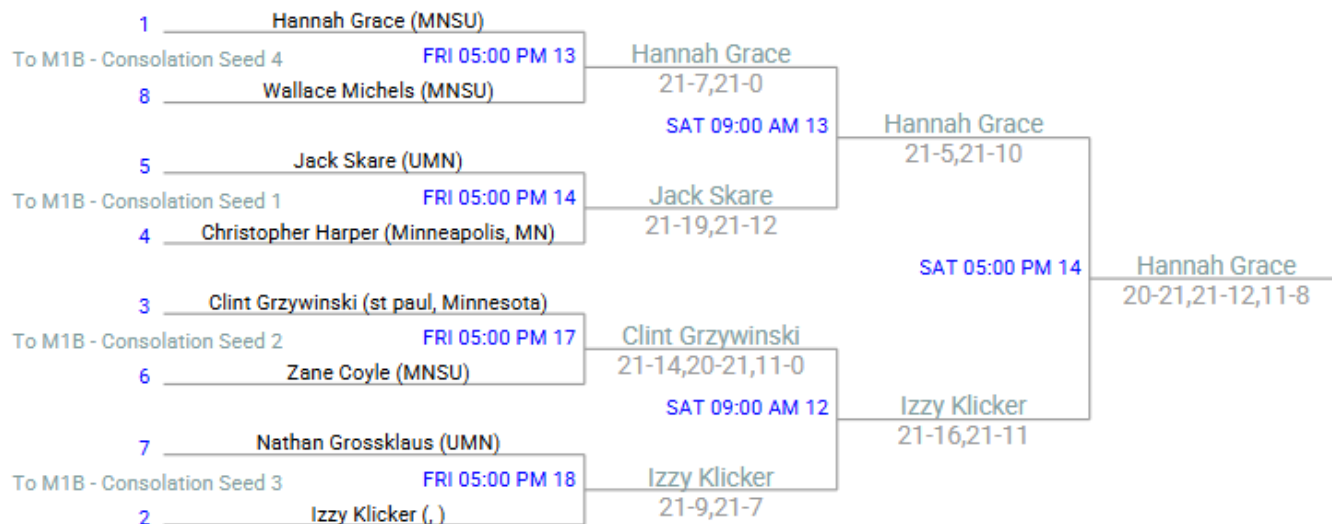 1 Hannah Grace (MNSU)
To M1B - Consolation Seed 4 FRI 05:00 PM 13 Hannah Grace
21-7,21-0
8 Wallace Michels (MNSU)
SAT 09:00 AM 13 Hannah Grace
21-5,21-10
5 Jack Skare (UMN)
To M1B - Consolation Seed 1 FRI 05:00 PM 14 Jack Skare
21-19,21-12
4 Christopher Harper (Minneapolis, MN)
SAT 05:00 PM 14 Hannah Grace
20-21,21-12,11-8
3 Clint Grzywinski (st paul, Minnesota)
To M1B - Consolation Seed 2 FRI 05:00 PM 17 Clint Grzywinski
21-14,20-21,11-0
6 Zane Coyle (MNSU)
SAT 09:00 AM 12 Izzy Klicker
21-16,21-11
7 Nathan Grossklaus (UMN)
To M1B - Consolation Seed 3 FRI 05:00 PM 18 Izzy Klicker
21-9,21-7
2 Izzy Klicker (, )